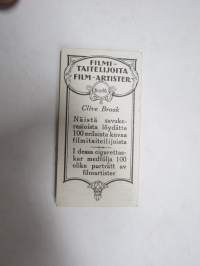 FILMI-
TAITELIJOITA
FILM-ARTISTER
Clive Brook
Näistä savuke-
rasioista löydätte
100 erilaista kuvaa
filmitaiteilijoista
I dessa cigarettas-
kar medfölja 100
olika porträtt av
filmartister